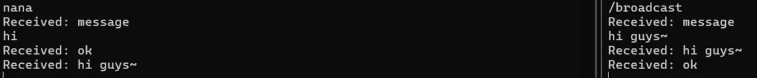 nana
Received: message
hi
Received: ok
Received: hi guys~
/broadcast
Received: message
hi guys~
Received: hi guys~
Received: ok